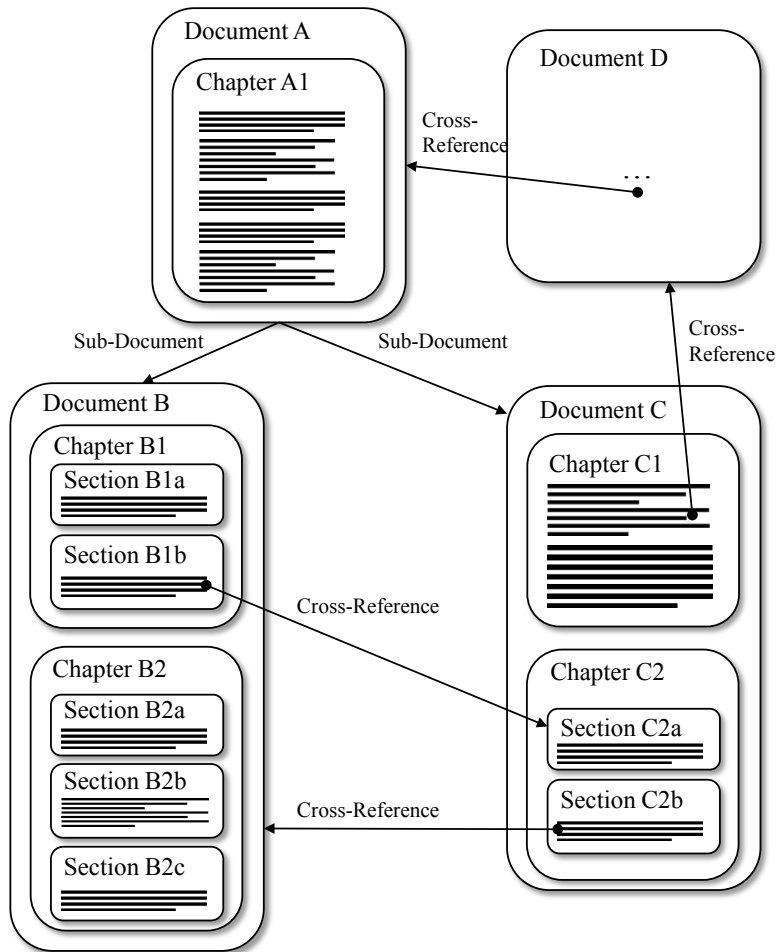 Document A
Chapter A1
Document D
Cross-
Reference
...
Sub-Document
Sub-Document
Cross-
Reference
Document B
Chapter B1
Section B1a
Section B1b
Cross-Reference
Chapter B2
Section B2a
Section B2b
Section B2c
Cross-Reference
Document C
Chapter C1
Chapter C2
Section C2a
Section C2b